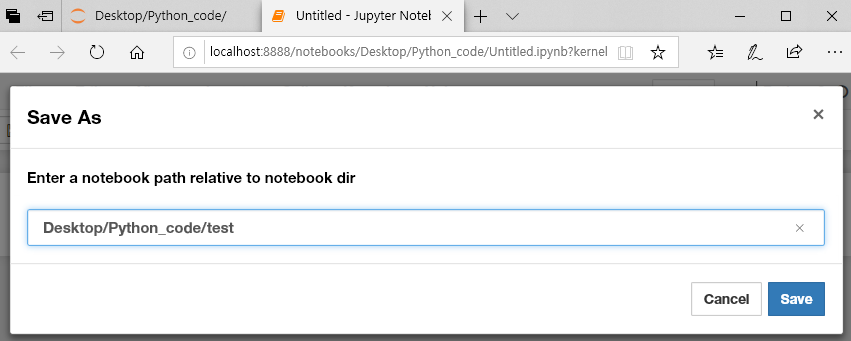 Desktop/Python_code/
Untitled - Jupyter Noteb
localhost:8888/notebooks/Desktop/Python_code/Untitled.ipynb?kernel
Save As
Enter a notebook path relative to notebook dir
Desktop/Python_code/test
Cancel
Save